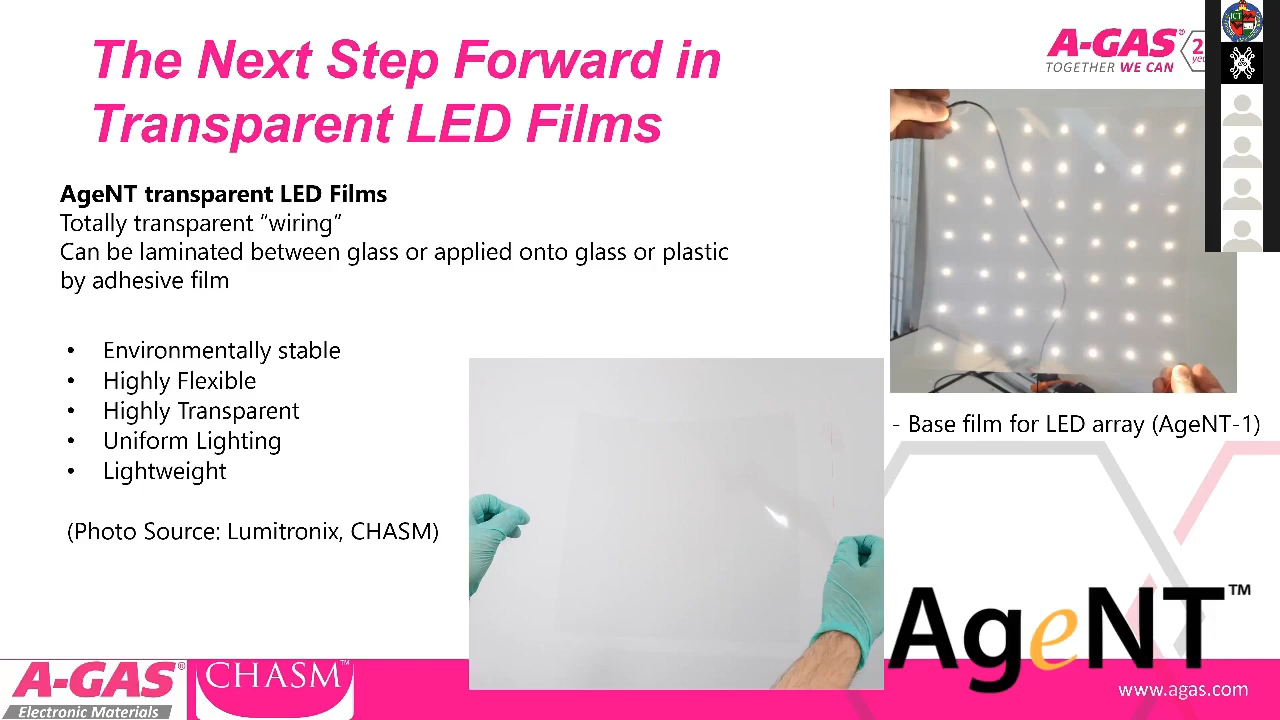 The Next Step Forward in
Transparent LED Films
A-GAS®
TOGETHER WE CAN
ICT
AgeNT transparent LED Films
Totally transparent “wiring”
Can be laminated between glass or applied onto glass or plastic
by adhesive film
• Environmentally stable
• Highly Flexible
• Highly Transparent
• Uniform Lighting
• Lightweight
(Photo Source: Lumitronix, CHASM)
- Base film for LED array (AgeNT-1)
AgeNT™
A-GAS®
Electronic Materials
CHASM™
www.agas.com